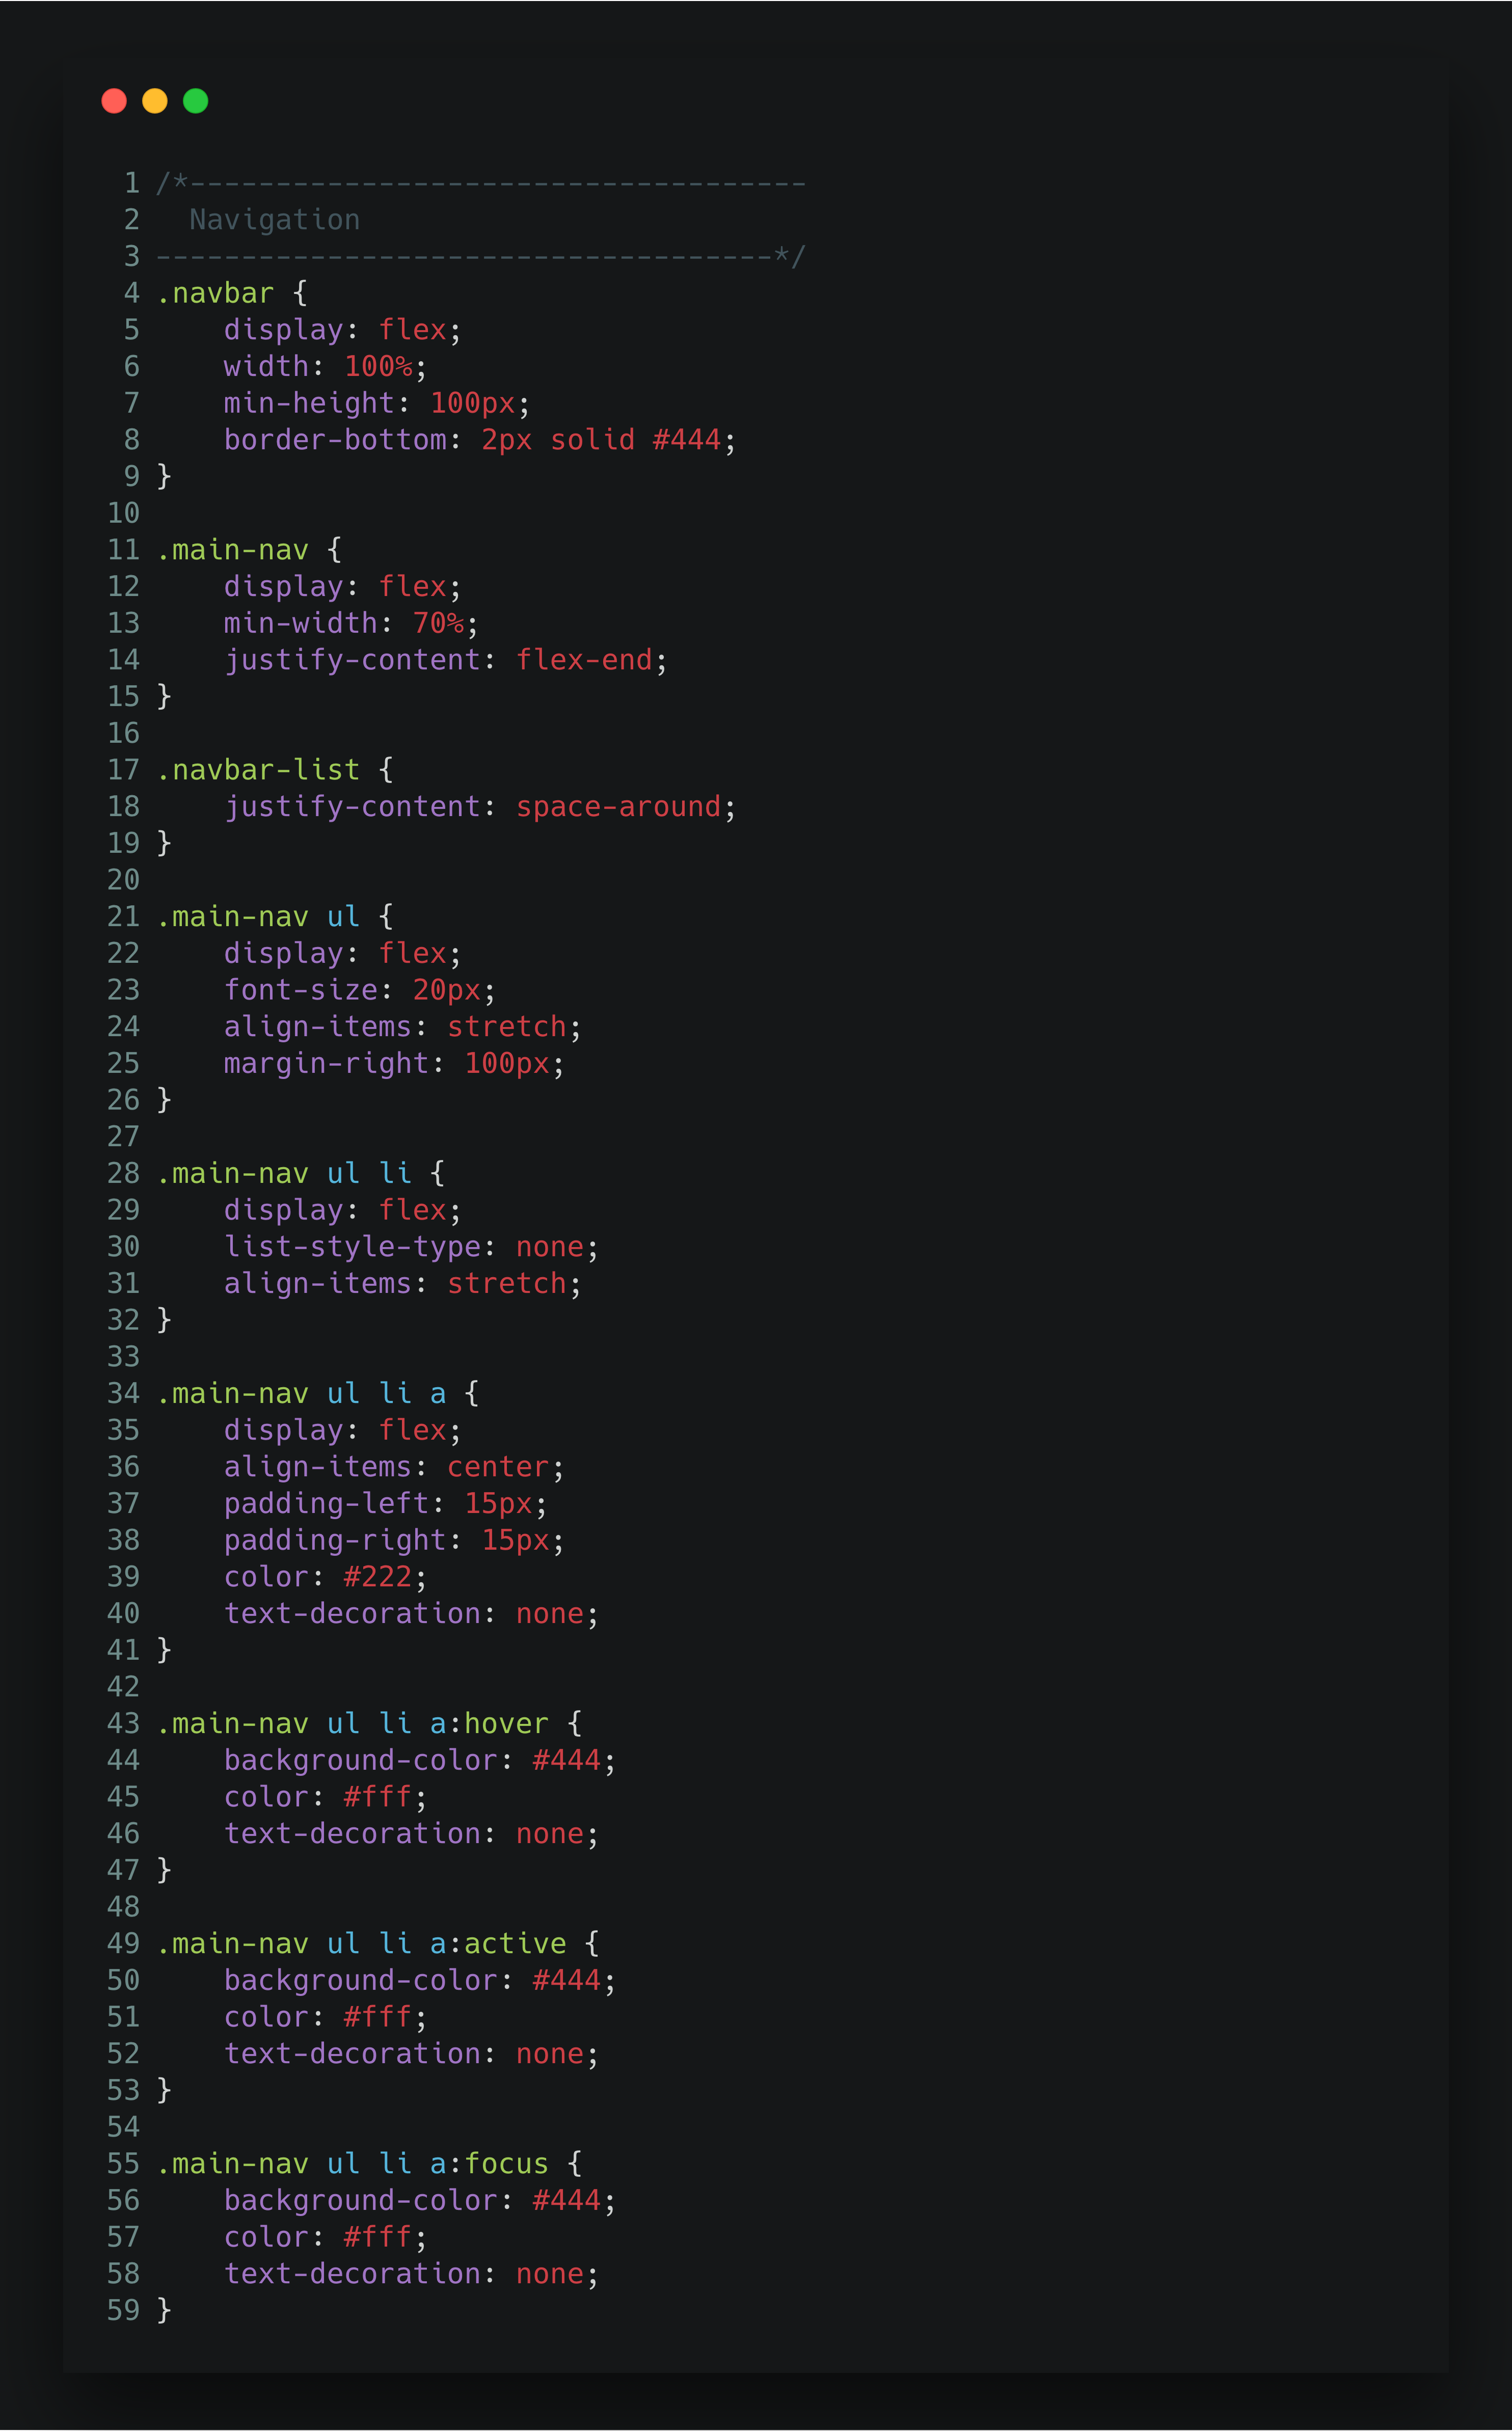 1 /*------------------------------------
2   Navigation
3 ------------------------------------*/
4 .navbar {
5     display: flex;
6     width: 100%;
7     min-height: 100px;
8     border-bottom: 2px solid #444;
9 }
10
11 .main-nav {
12     display: flex;
13     min-width: 70%;
14     justify-content: flex-end;
15 }
16
17 .navbar-list {
18     justify-content: space-around;
19 }
20
21 .main-nav ul {
22     display: flex;
23     font-size: 20px;
24     align-items: stretch;
25     margin-right: 100px;
26 }
27
28 .main-nav ul li {
29     display: flex;
30     list-style-type: none;
31     align-items: stretch;
32 }
33
34 .main-nav ul li a {
35     display: flex;
36     align-items: center;
37     padding-left: 15px;
38     padding-right: 15px;
39     color: #222;
40     text-decoration: none;
41 }
42
43 .main-nav ul li a:hover {
44     background-color: #444;
45     color: #fff;
46     text-decoration: none;
47 }
48
49 .main-nav ul li a:active {
50     background-color: #444;
51     color: #fff;
52     text-decoration: none;
53 }
54
55 .main-nav ul li a:focus {
56     background-color: #444;
57     color: #fff;
58     text-decoration: none;
59 }